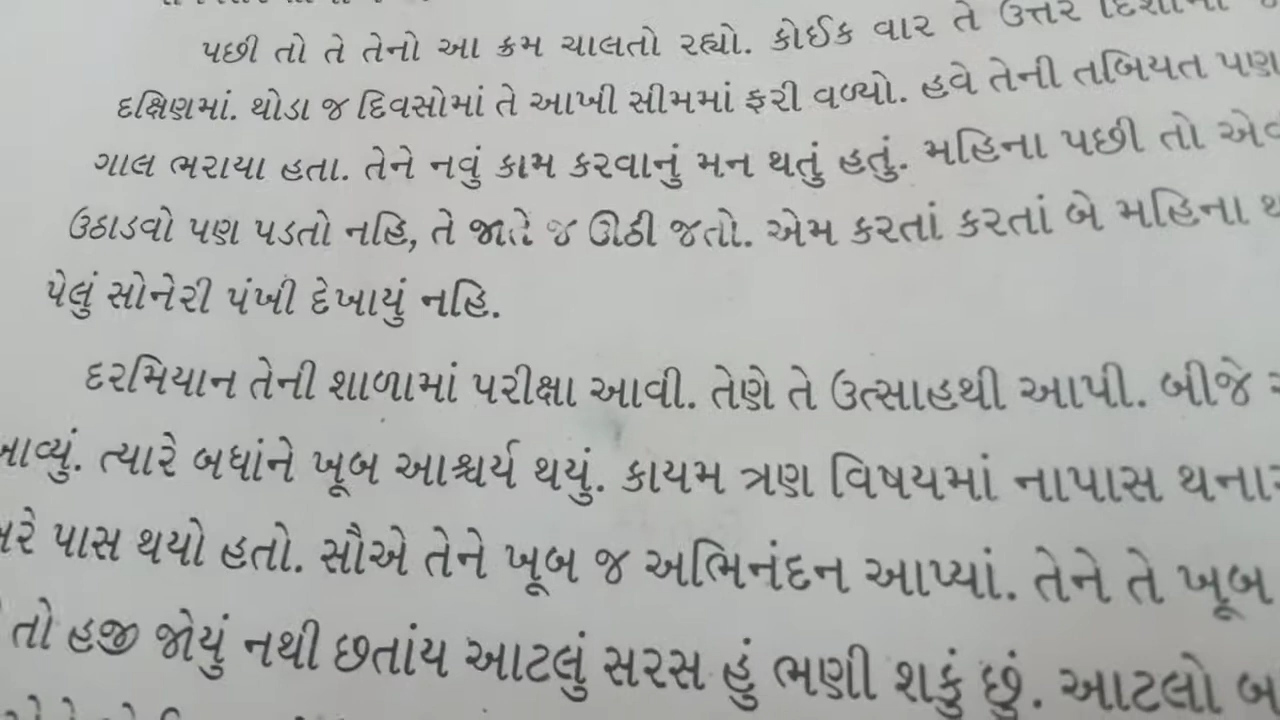 પછી તો તે તેનો આ ક્રમ ચાલતો રહ્યો. કોઈક વાર તે ઉત્તર
દક્ષિણમાં. થોડા જ દિવસોમાં તે આખી સીમમાં ફરી વળ્યો. હવે તેની તબિયત પણ
ગાલ ભરાયા હતા. તેને નવું કામ કરવાનું મન થતું હતું. મહિના પછી તો
ઉઠાડવો પણ પડતો નહિ, તે જાતે જ ઊઠી જતો. એમ કરતાં કરતાં બે મહિના
પેલું સોનેરી પંખી દેખાયું નહિ.
દરમિયાન તેની શાળામાં પરીક્ષા આવી. તેણે તે ઉત્સાહથી આપી. બીજે
ત્યારે બધાંને ખૂબ આશ્ચર્ય થયું. કાયમ ત્રણ વિષયમાં નાપાસ
પાસ થયો હતો. સૌએ તેને ખૂબ જ અભિનંદન આપ્યાં. તેને તે ખૂબ
તો હજી જોયું નથી છતાંય આટલું સરસ હું ભણી શકું છું. આટલો